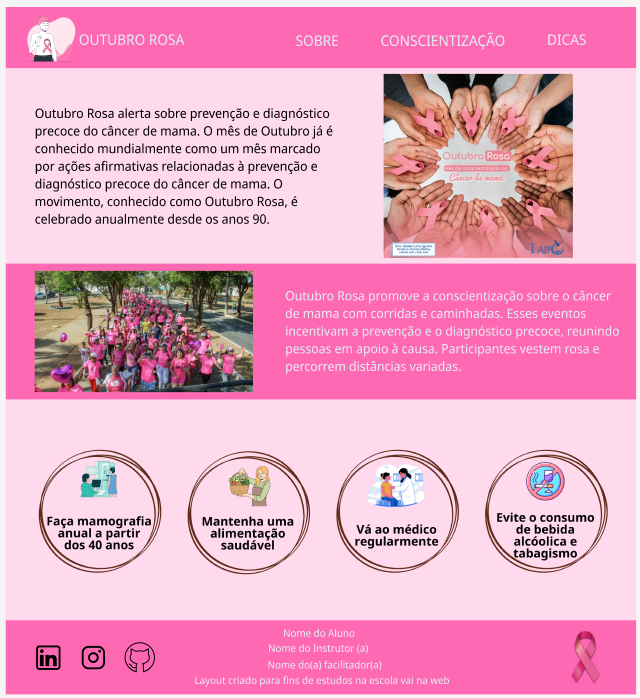 OUTUBRO ROSA
SOBRE
CONSCIENTIZAÇÃO
DICAS
Outubro Rosa alerta sobre prevenção e diagnóstico
precoce do câncer de mama. O mês de Outubro já é
conhecido mundialmente como um mês marcado
por ações afirmativas relacionadas à prevenção e
diagnóstico precoce do câncer de mama. O
movimento, conhecido como Outubro Rosa, é
celebrado anualmente desde os anos 90.
Outubro Rosa
mês de conscientização ao
Câncer de mama
Outubro Rosa promove a conscientização sobre o câncer
de mama com corridas e caminhadas. Esses eventos
incentivam a prevenção e o diagnóstico precoce, reunindo
pessoas em apoio à causa. Participantes vestem rosa e
percorrem distâncias variadas.
Faça mamografia
anual a partir
dos 40 anos
Mantenha uma
alimentação
saudável
Vá ao médico
regularmente
Evite o consumo
de bebida
alcóolica e
tabagismo
in
Nome do Aluno
Nome do Instrutor (a)
Nome do(a) facilitador(a)
Layout criado para fins de estudos na escola vai na web